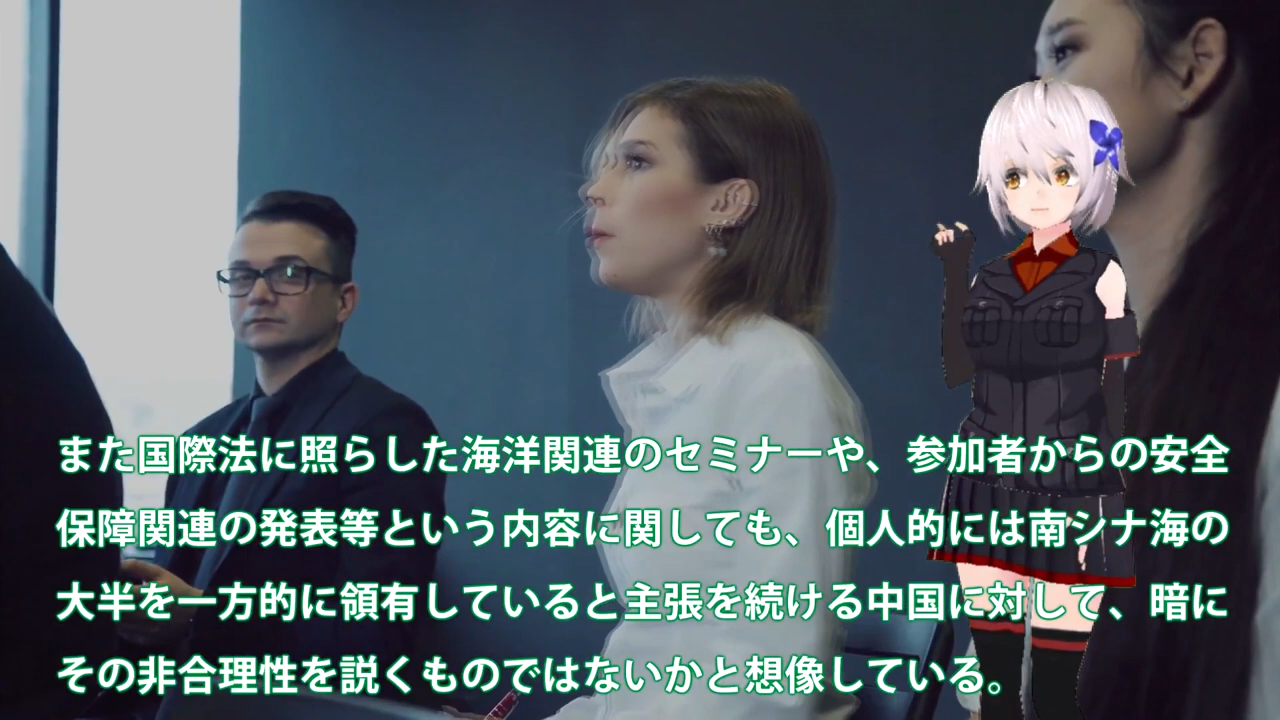 また国際法に照らした海洋関連のセミナーや、参加者からの安全
保障関連の発表等という内容に関しても、個人的には南シナ海の
大半を一方的に領有していると主張を続ける中国に対して、暗に
その非合理性を説くものではないかと想像している。